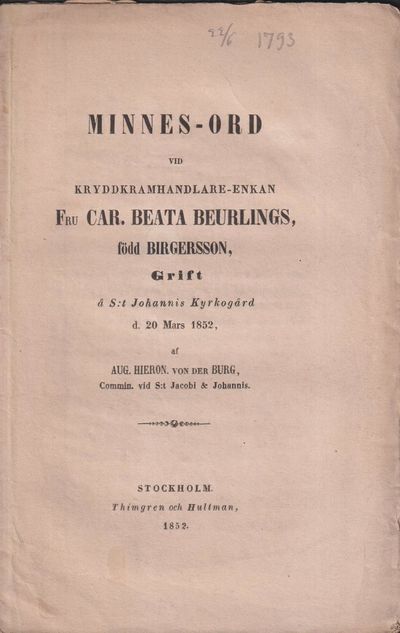 22/6 1793
MINNES-ORD
VID
KRYDDKRAMHANDLARE-ENKAN
FRU CAR. BEATA BEURLINGS,
född BIRGERSSON,
Grift
å S:t Johannis Kyrkogård
d. 20 Mars 1852,
af
AUG. HIERON. VON DER BURG,
Commin. vid S:t Jacobi & Johannis.
STOCKHOLM.
Thimgren och Hultman,
1852.